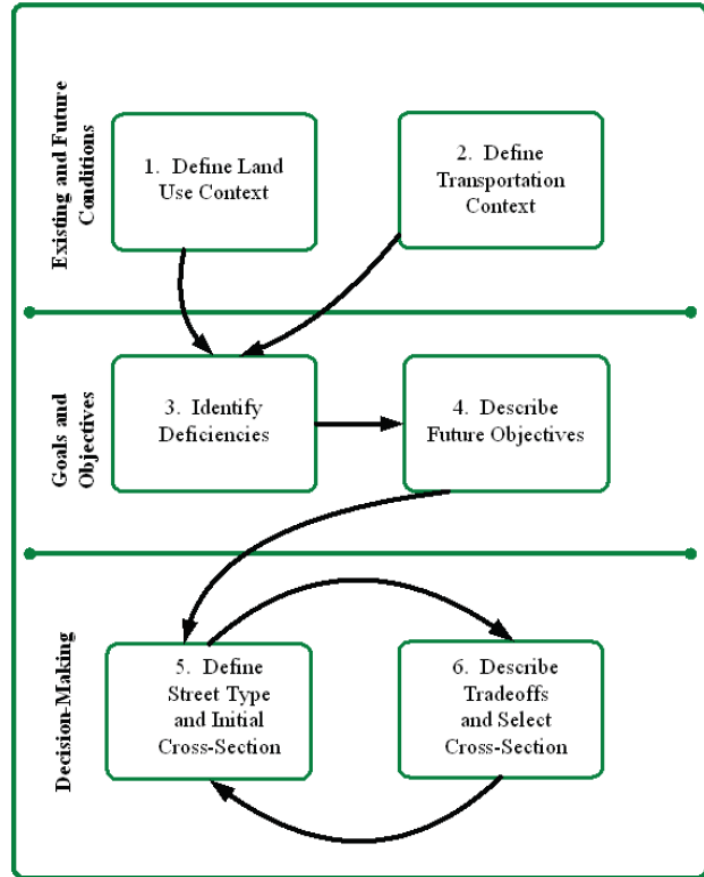 Existing and Future
Conditions
1. Define Land
Use Context
2. Define
Transportation
Context
Goals and
Objectives
3. Identify
Deficiencies
4. Describe
Future Objectives
Decision-Making
5. Define
Street Type
and Initial
Cross-Section
6. Describe
Tradeoffs
and Select
Cross-Section